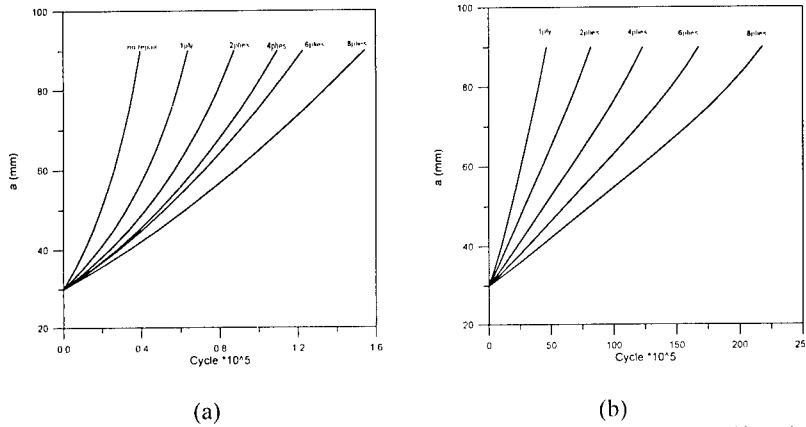 100
80
60
40
20
a (mm)
no repair 1ply 2plies 4plies 6plies 8plies
0.0 0.4 0.8 1.2 1.6
Cycle *10^5
(a)
100
80
60
40
20
a (mm)
1ply 2plies 4plies 6plies 8plies
0 50 100 150 200 25
Cycle *10^5
(b)